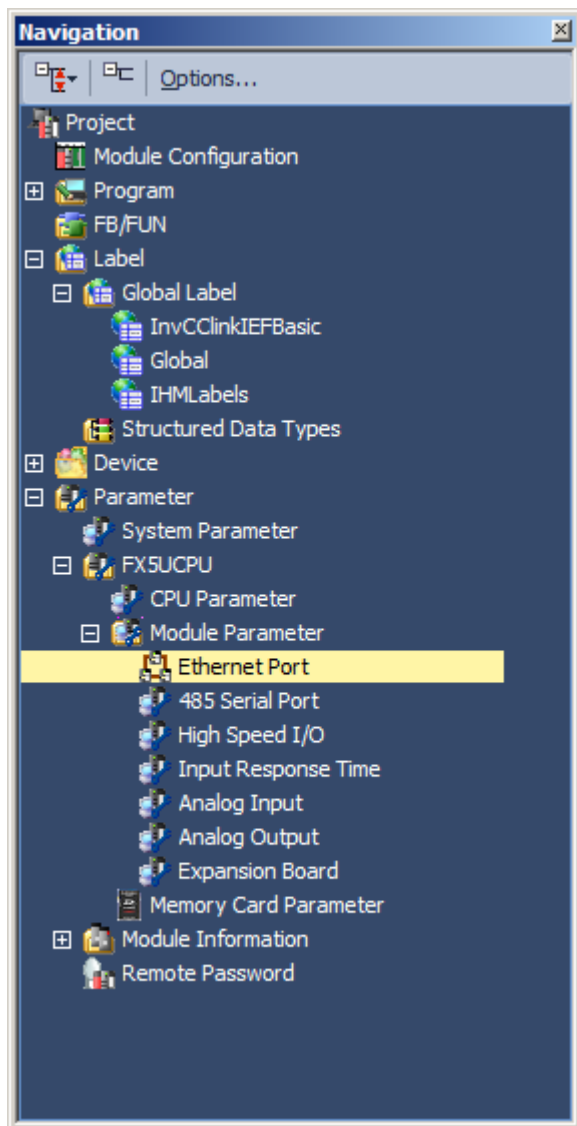 Navigation
Options...
Project
Module Configuration
Program
FB/FUN
Label
Global Label
InvCClinkIEFBasic
Global
IHMLabels
Structured Data Types
Device
Parameter
System Parameter
FX5UCPU
CPU Parameter
Module Parameter
Ethernet Port
485 Serial Port
High Speed I/O
Input Response Time
Analog Input
Analog Output
Expansion Board
Memory Card Parameter
Module Information
Remote Password